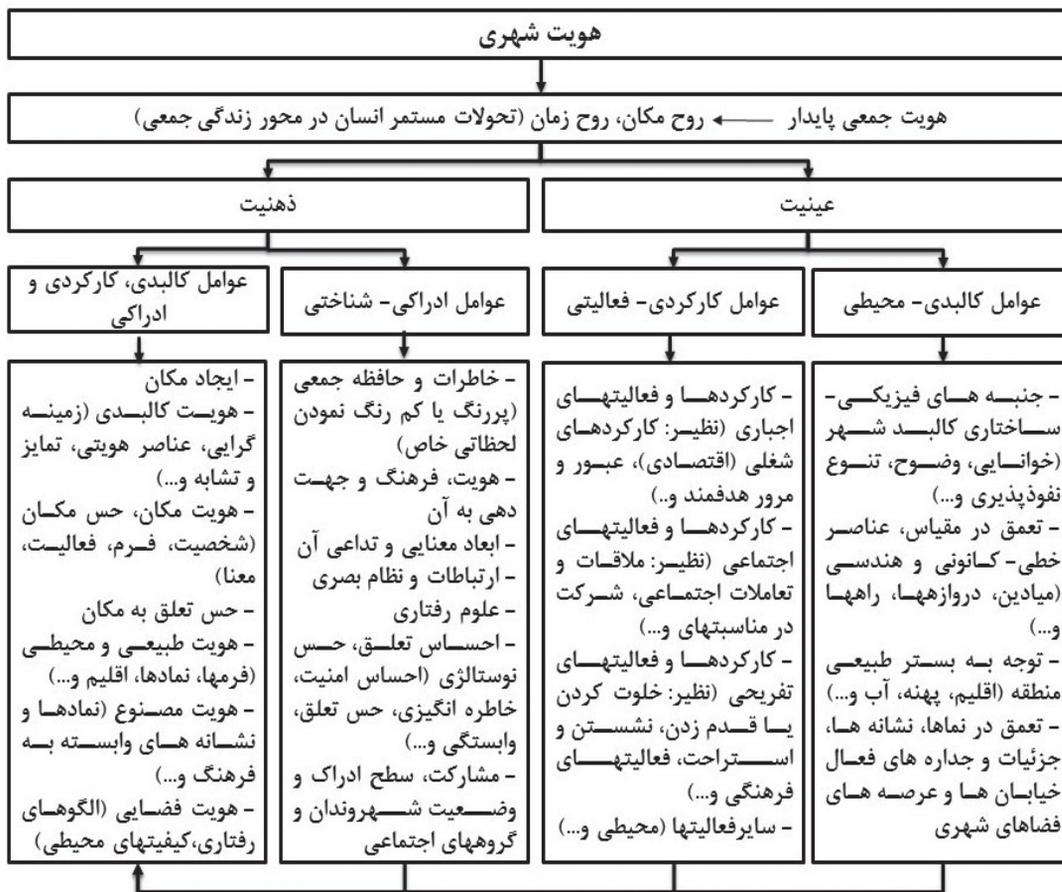 هویت شهری
هویت جمعی پایدار ← روح مکان، روح زمان (تحولات مستمر انسان در محور زندگی جمعی)
عینیت
ذهنیت
عوامل کالبدی- محیطی
عوامل کارکردی- فعالیتی
عوامل ادراکی- شناختی
عوامل کالبدی، کارکردی و
ادراکی
- جنبه های فیزیکی-
ساختاری کالبد شهر
(خوانایی، وضوح، تنوع
نفوذپذیری و...)
- تعمق در مقیاس، عناصر
خطی- کانونی و هندسی
(میادین، دروازهها، راهها
و...)
- توجه به بستر طبیعی
منطقه (اقلیم، پهنه، آب و...)
- تعمق در نماها، نشانه ها،
جزئیات و جداره های فعال
خیابان ها و عرصه های
فضاهای شهری
- کارکردها و فعالیتهای
اجباری (نظیر: کارکردهای
شغلی (اقتصادی)، عبور و
مرور هدفمند و..)
- کارکردها و فعالیتهای
اجتماعی (نظیر: ملاقات و
تعاملات اجتماعی، شرکت
در مناسبتهای و...)
- کارکردها و فعالیتهای
تفریحی (نظیر: خلوت کردن
یا قدم زدن، نشستن و
استراحت، فعالیتهای
فرهنگی و...)
- سایرفعالیتها (محیطی و...)
- خاطرات و حافظه جمعی
(پررنگ یا کم رنگ نمودن
لحظاتی خاص)
- هویت، فرهنگ و جهت
دهی به آن
- ابعاد معنایی و تداعی آن
- ارتباطات و نظام بصری
- علوم رفتاری
- احساس تعلق، حس
نوستالژی (احساس امنیت،
خاطره انگیزی، حس تعلق،
وابستگی و...)
- مشارکت، سطح ادراک و
وضعیت شهروندان و
گروههای اجتماعی
- ایجاد مکان
- هویت کالبدی (زمینه
گرایی، عناصر هویتی، تمایز
و تشابه و...)
- هویت مکان، حس مکان
(شخصیت، فرم، فعالیت،
معنا)
- حس تعلق به مکان
- هویت طبیعی و محیطی
(فرمها، نمادها، اقلیم و...)
- هویت مصنوع (نمادها و
نشانه های وابسته به
فرهنگ و...)
- هویت فضایی (الگوهای
رفتاری،کیفیتهای محیطی)